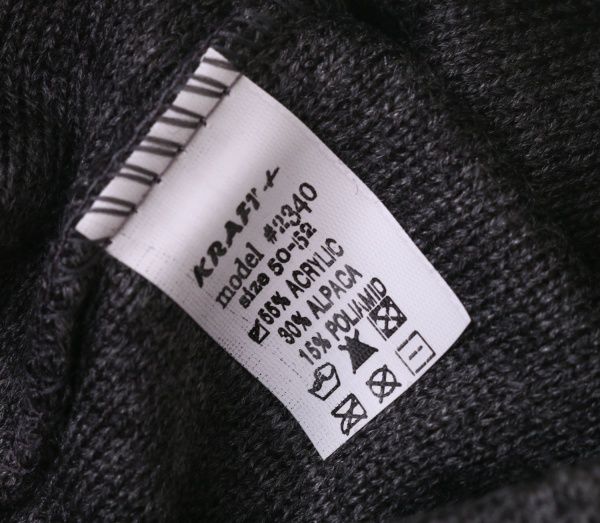 KRAFT +
model #2340
size 50-52
55% ACRYLIC
30% ALPACA
15% POLIAMID